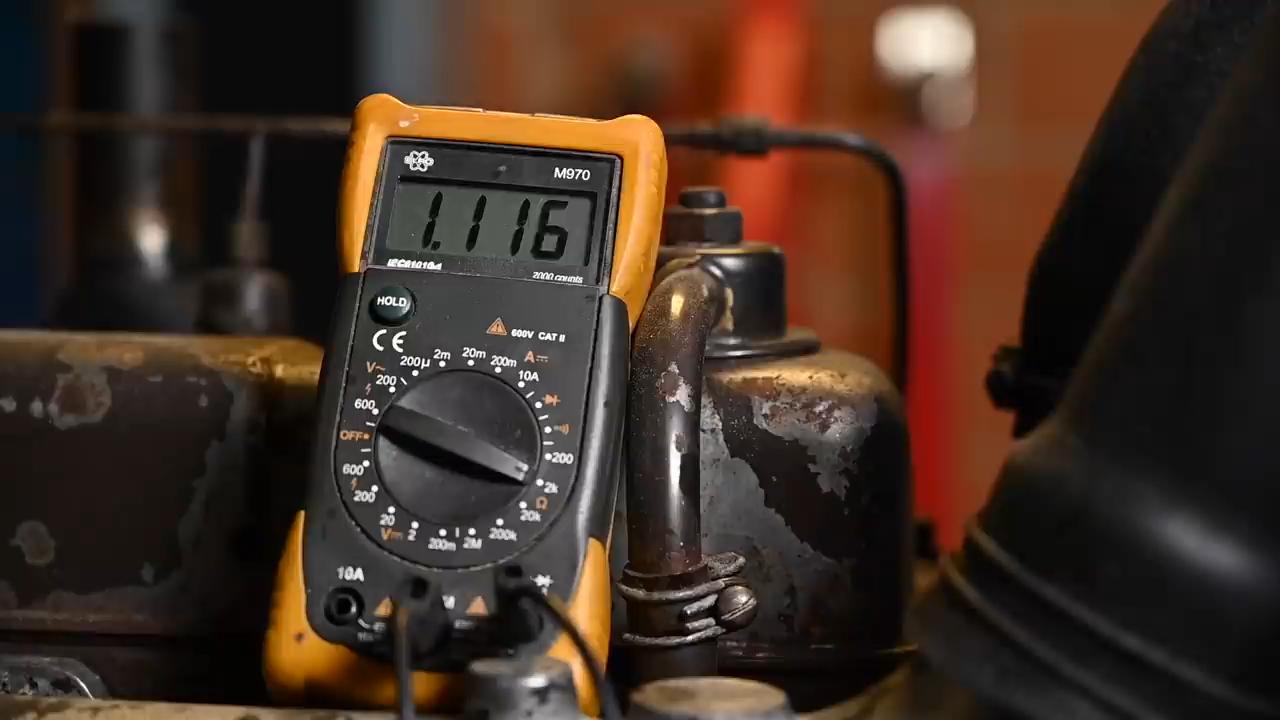 M970
1.116
IEC61010-1
2000 counts
HOLD
600V CAT II
CE
200µ 2m 20m 200m A
V~ 200 10A
600
OFF 200
600 2k
200 Ω
20 20k
V 2 200m 2M 200k
10A